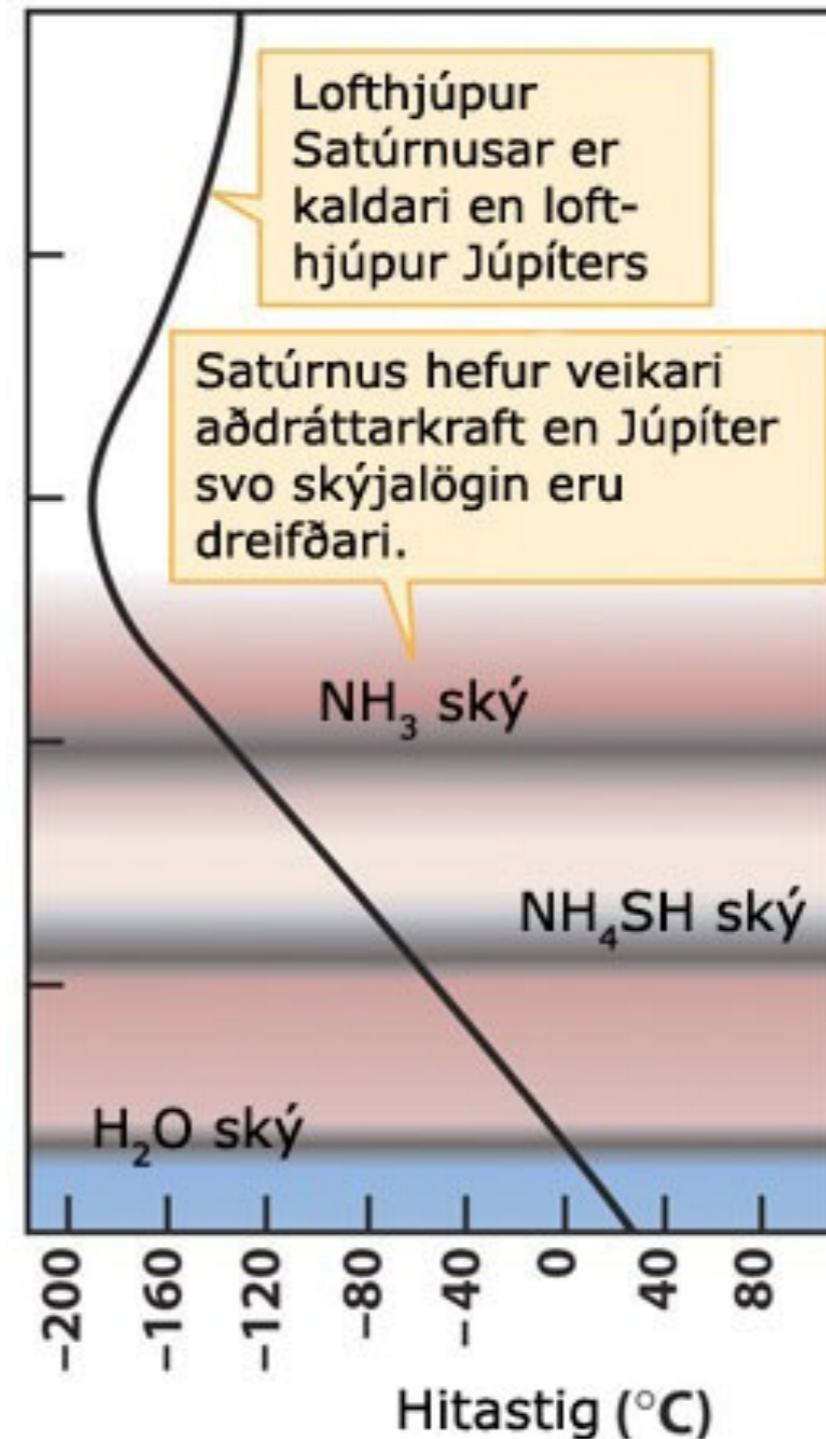 Lofthjúpur
Satúrnusar er
kaldari en loft-
hjúpur Júpíters
Satúrnus hefur veikari
aðdráttarkraft en Júpíter
svo skýjalögin eru
dreifðari.
NH₃ ský
NH₄SH ský
H₂O ský
−200 −160 −120 −80 −40 0 40 80
Hitastig (°C)